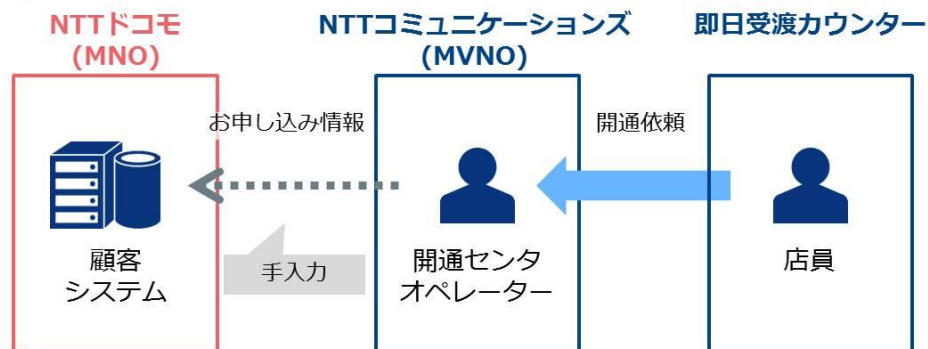 NTTドコモ
(MNO)
NTTコミュニケーションズ
(MVNO)
即日受渡カウンター
お申し込み情報
開通依頼
顧客
システム
手入力
開通センタ
オペレーター
店員